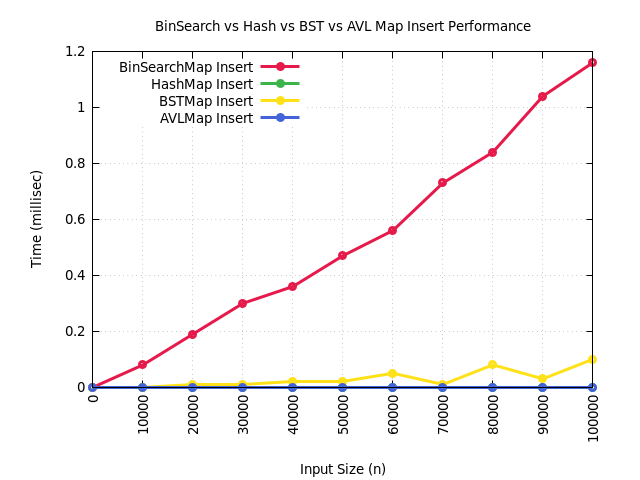 BinSearch vs Hash vs BST vs AVL Map Insert Performance
1.2
1
0.8
0.6
0.4
0.2
0
Time (millisec)
BinSearchMap Insert
HashMap Insert
BSTMap Insert
AVLMap Insert
0
10000
20000
30000
40000
50000
60000
70000
80000
90000
100000
Input Size (n)